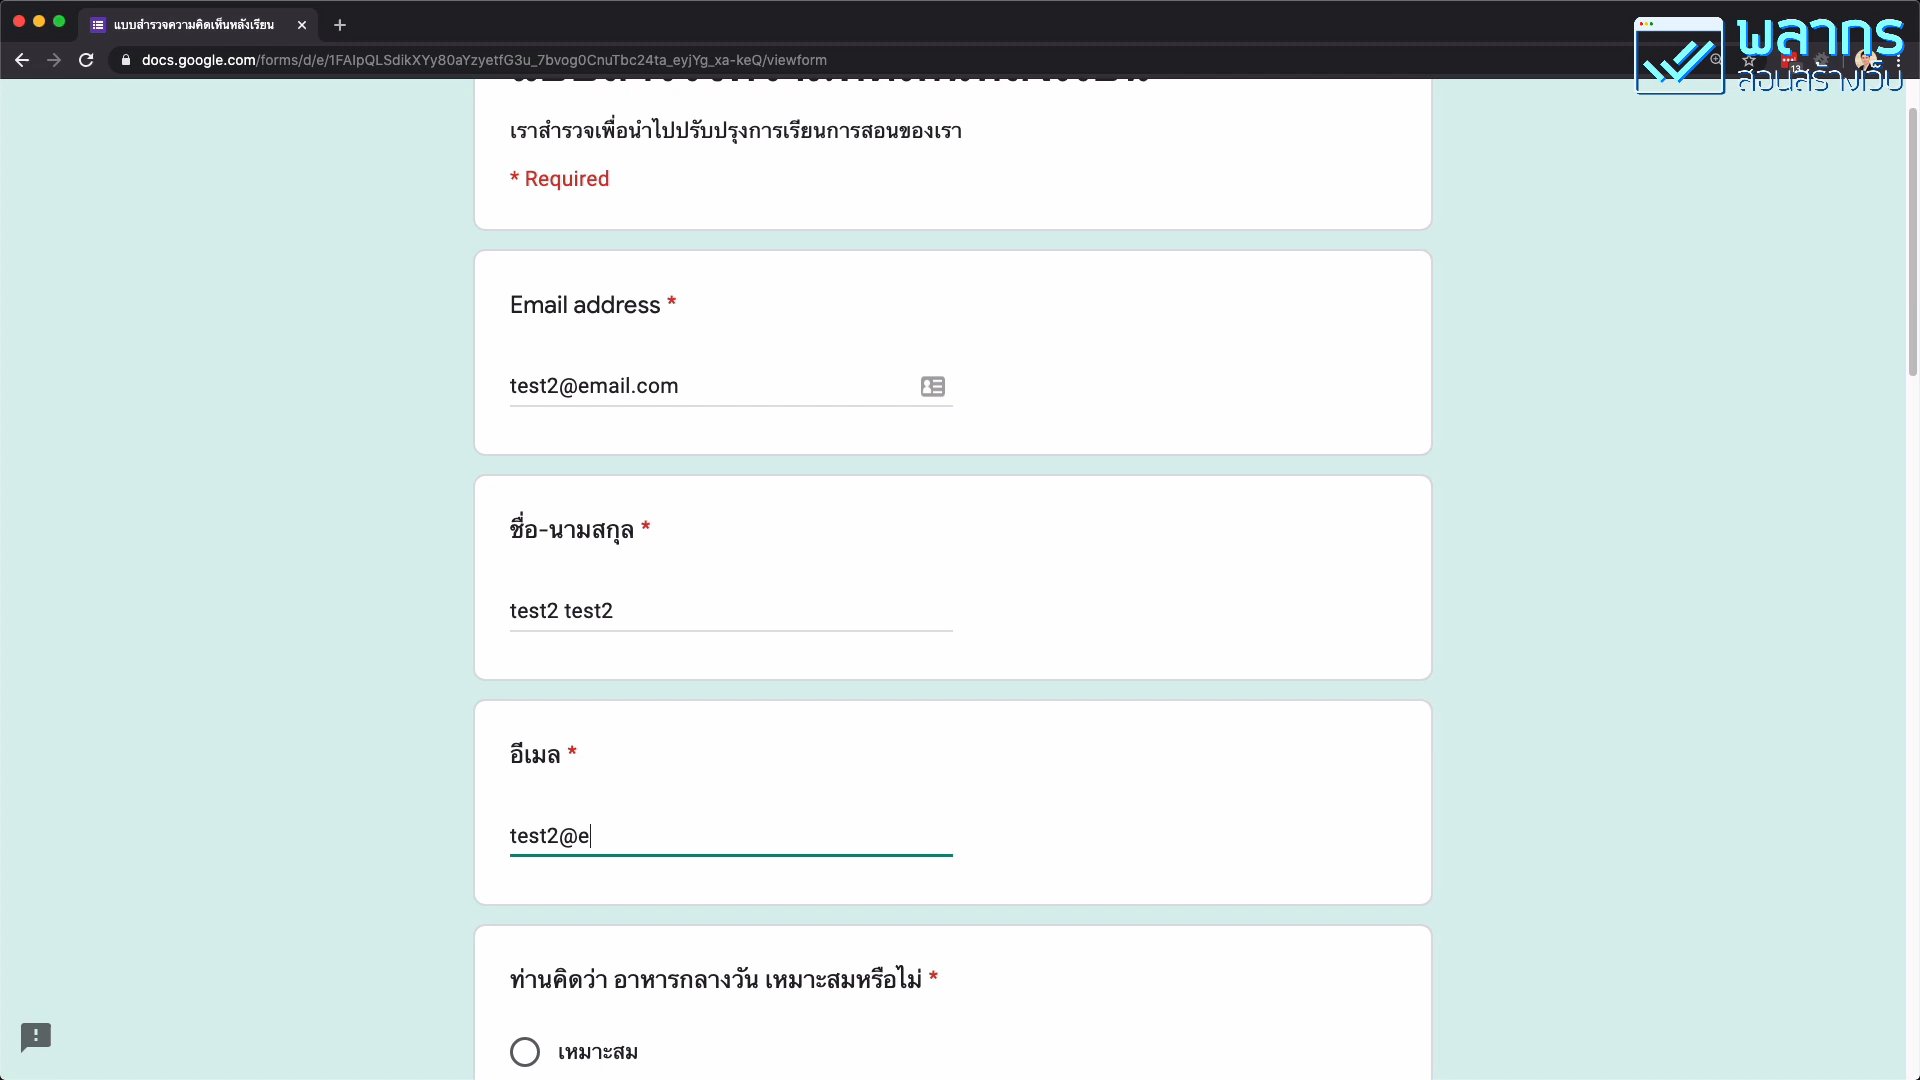 แบบสำรวจความคิดเห็นหลังเรียน
พลากร
สอนสร้างเว็บ
docs.google.com/forms/d/e/1FAIpQLSdikXYy80aYzyetfG3u_7bvog0CnuTbc24ta_eyjYg_xa-keQ/viewform
13
เราสำรวจเพื่อนำไปปรับปรุงการเรียนการสอนของเรา
* Required
Email address *
test2@email.com
ชื่อ-นามสกุล *
test2 test2
อีเมล *
test2@e
ท่านคิดว่า อาหารกลางวัน เหมาะสมหรือไม่ *
เหมาะสม